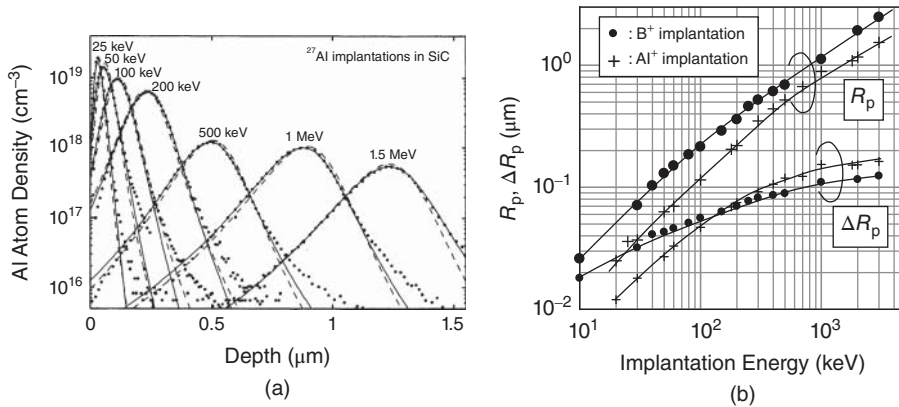 25 keV
50 keV
100 keV
200 keV
500 keV
1 MeV
1.5 MeV
²⁷Al implantations in SiC
10¹⁹
10¹⁸
10¹⁷
10¹⁶
Al Atom Density (cm⁻³)
0
0.5
1
1.5
Depth (μm)
(a)
● : B⁺ implantation
+ : Al⁺ implantation
Rₚ
ΔRₚ
10⁰
10⁻¹
10⁻²
Rₚ, ΔRₚ (μm)
10¹
10²
10³
Implantation Energy (keV)
(b)